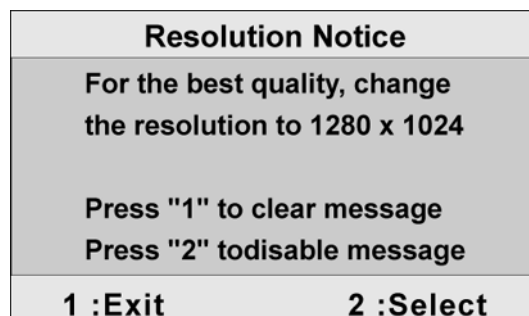 Resolution Notice
For the best quality, change
the resolution to 1280 x 1024
Press "1" to clear message
Press "2" todisable message
1 :Exit 2 :Select